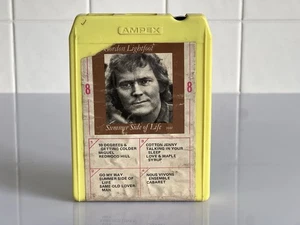 AMPEX
Gordon Lightfoot
Summer Side of Life
8
8
10 DEGREES &
GETTING COLDER
MIGUEL
REDWOOD HILL
COTTON JENNY
TALKING IN YOUR
SLEEP
LOVE & MAPLE
SYRUP
GO MY WAY
SUMMER SIDE OF
LIFE
SAME OLD LOVER
MAN
NOUS VIVONS
ENSEMBLE
CABARET